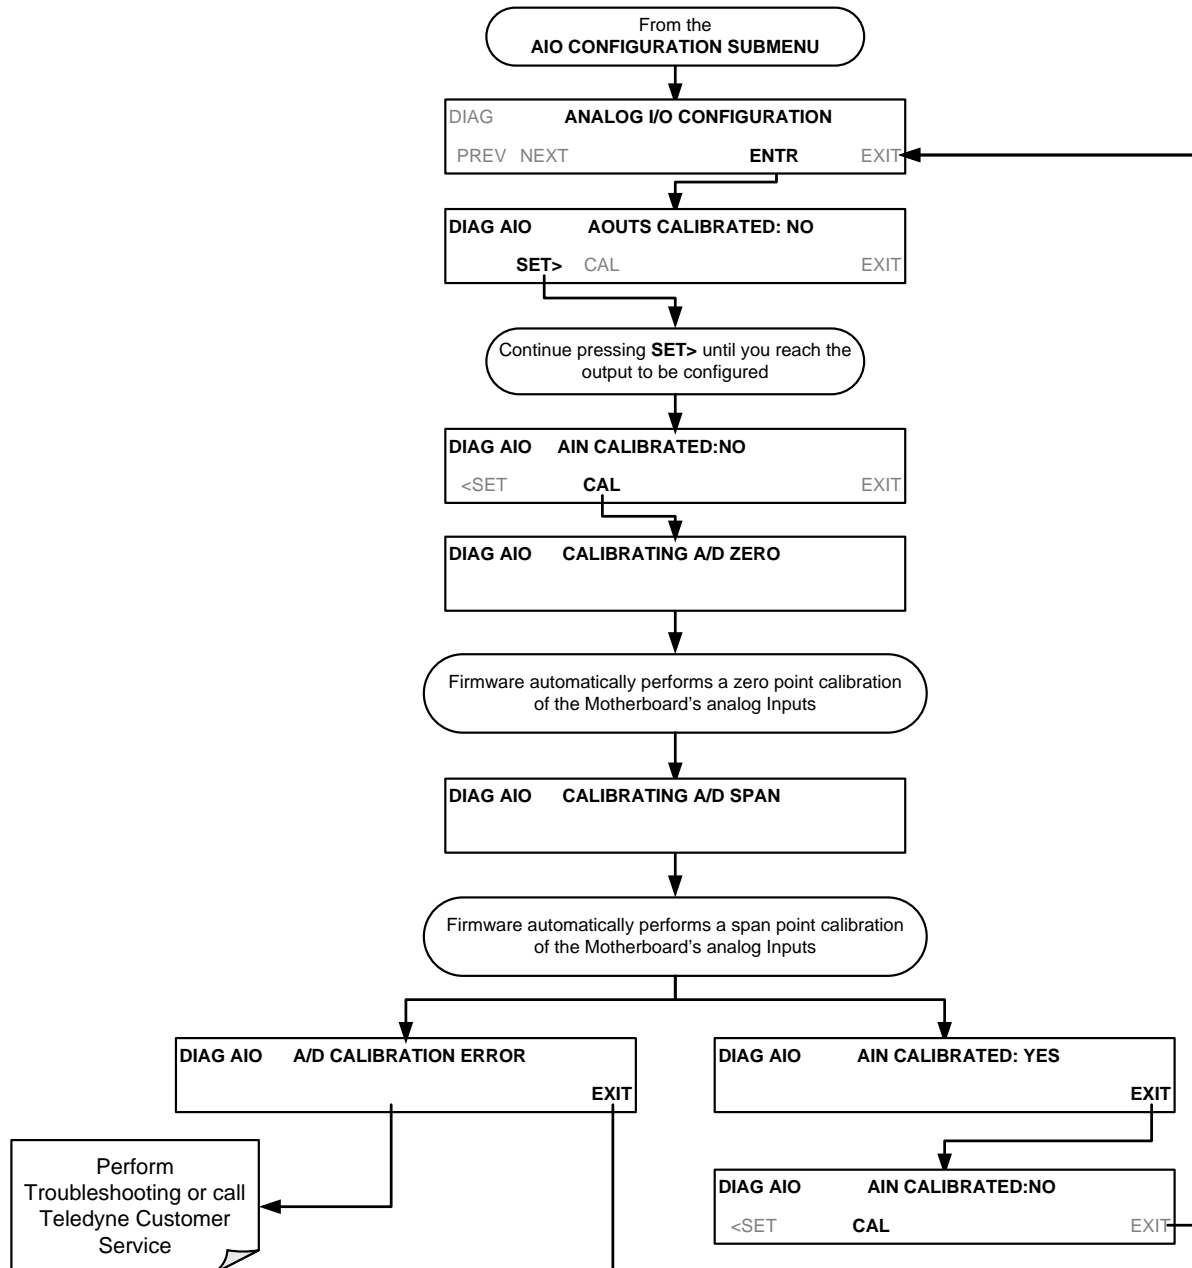 From the
AIO CONFIGURATION SUBMENU
DIAG ANALOG I/O CONFIGURATION
PREV NEXT ENTR EXIT
DIAG AIO AOUTS CALIBRATED: NO
SET> CAL EXIT
Continue pressing SET> until you reach the
output to be configured
DIAG AIO AIN CALIBRATED:NO
<SET CAL EXIT
DIAG AIO CALIBRATING A/D ZERO
Firmware automatically performs a zero point calibration
of the Motherboard’s analog Inputs
DIAG AIO CALIBRATING A/D SPAN
Firmware automatically performs a span point calibration
of the Motherboard’s analog Inputs
DIAG AIO A/D CALIBRATION ERROR
EXIT
DIAG AIO AIN CALIBRATED: YES
EXIT
Perform
Troubleshooting or call
Teledyne Customer
Service
DIAG AIO AIN CALIBRATED:NO
<SET CAL EXIT